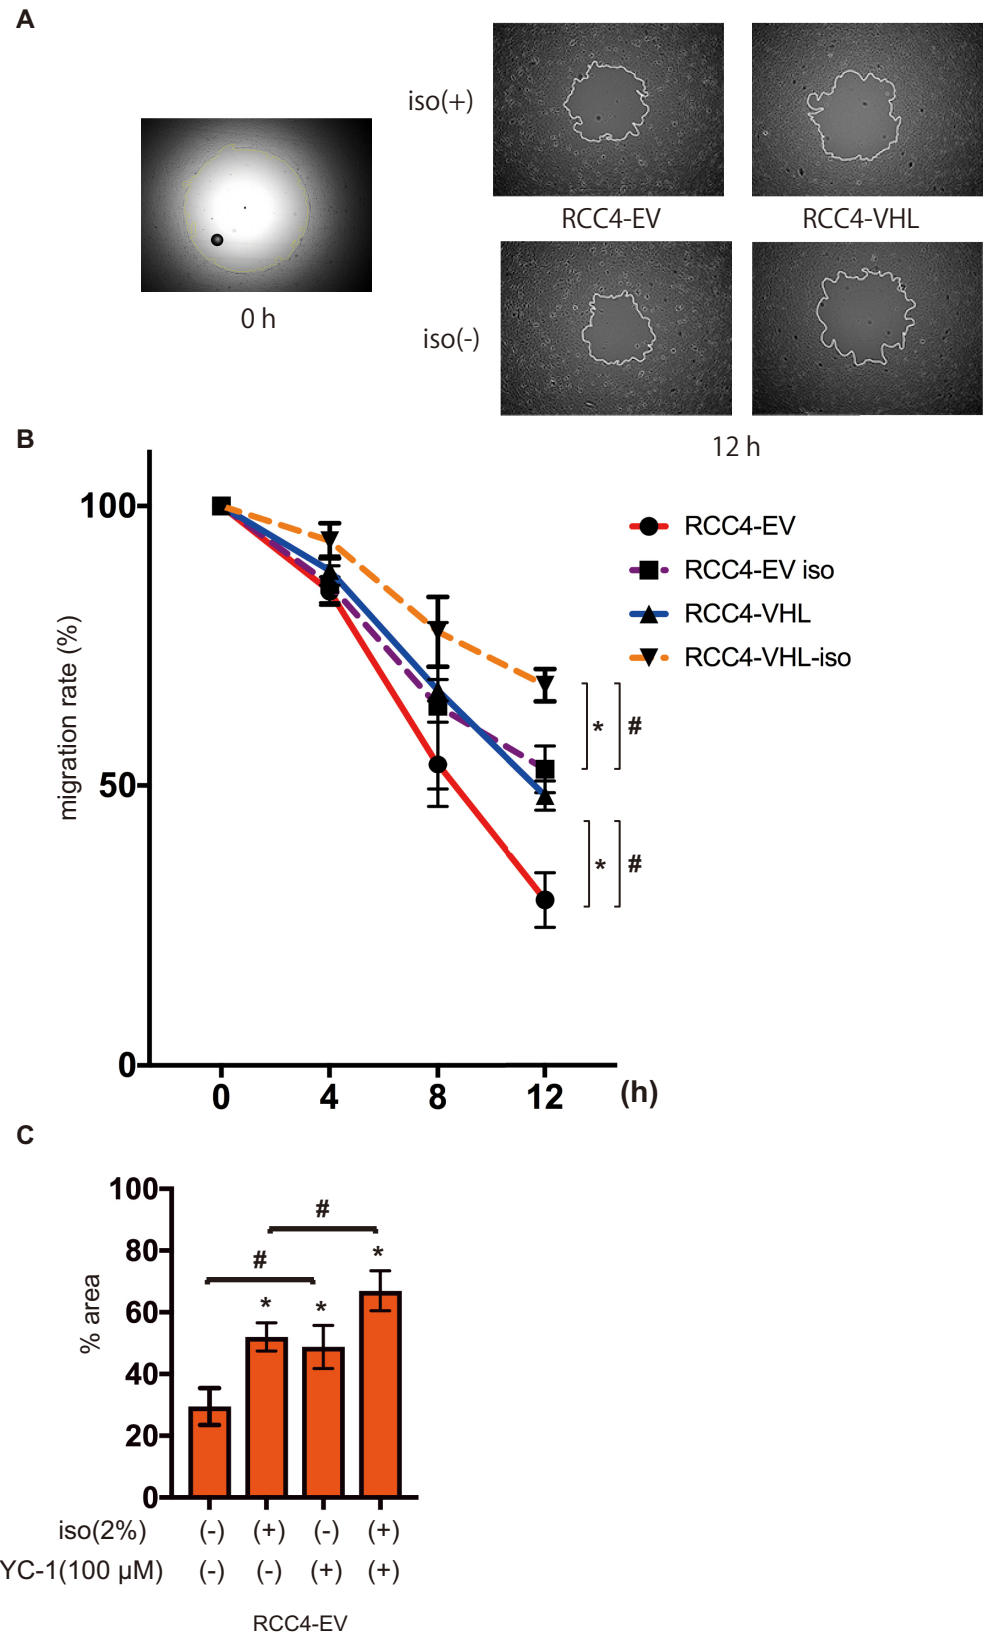 A
iso(+)
RCC4-EV RCC4-VHL
0 h
iso(-)
12 h
B
migration rate (%)
100
50
0
0 4 8 12 (h)
RCC4-EV
RCC4-EV iso
RCC4-VHL
RCC4-VHL-iso
* #
* #
C
% area
100
80
60
40
20
0
#
#
* * *
iso(2%) (-) (+) (-) (+)
YC-1(100 µM) (-) (-) (+) (+)
RCC4-EV